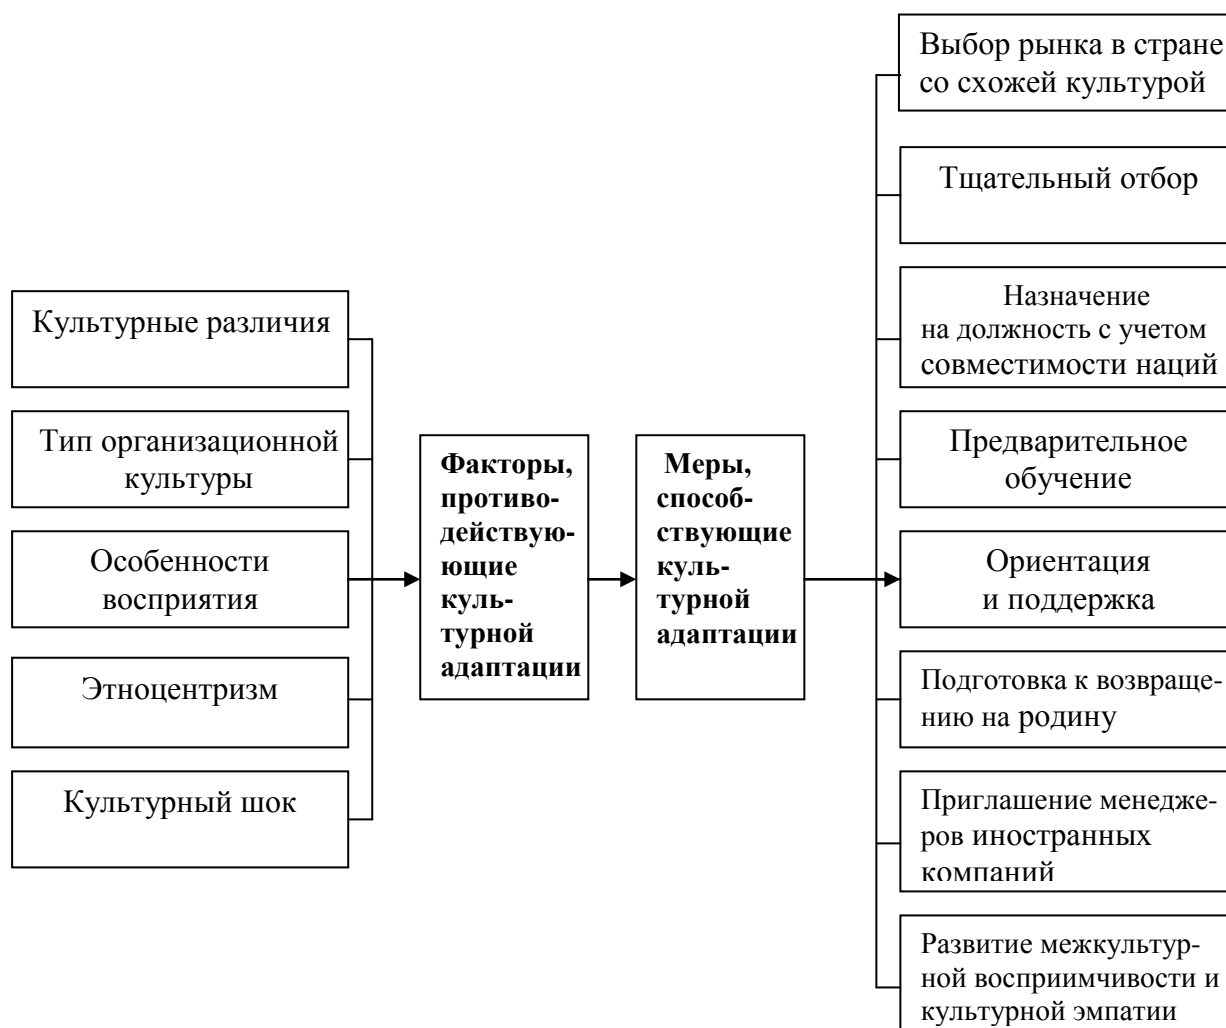 Культурные различия
Тип организационной
культуры
Особенности
восприятия
Этноцентризм
Культурный шок
Факторы,
противо-
действую-
ющие
куль-
турной
адаптации
Меры,
способ-
ствующие
куль-
турной
адаптации
Выбор рынка в стране
со схожей культурой
Тщательный отбор
Назначение
на должность с учетом
совместимости наций
Предварительное
обучение
Ориентация
и поддержка
Подготовка к возвраще-
нию на родину
Приглашение менедже-
ров иностранных
компаний
Развитие межкультур-
ной восприимчивости и
культурной эмпатии